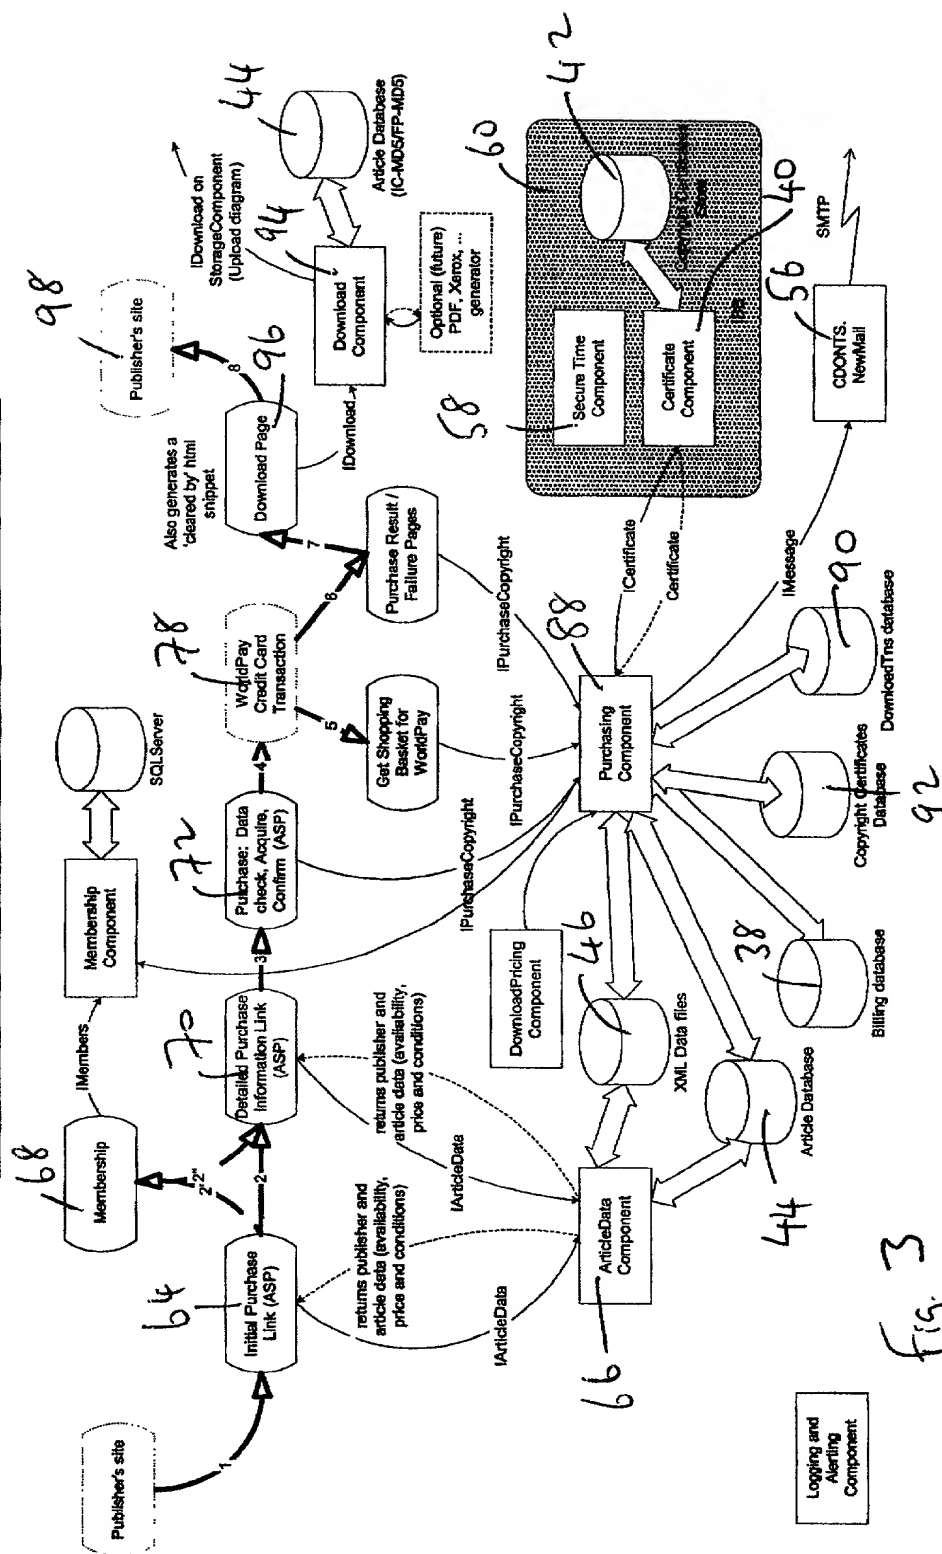 Publisher's site
1
64
Initial Purchase
Link (ASP)
68
Membership
2'
2"
2
IMembers
Membership
Component
SQLServer
70
Detailed Purchase
Information Link
(ASP)
3
72
Purchase: Data
check, Acquire,
Confirm (ASP)
4
78
WorldPay
Credit Card
Transaction
5
6
Get Shopping
Basket for
WorldPay
Purchase Result /
Failure Pages
7
Also generates a
'cleared by' html
snippet
Download Page
96
8
98
Publisher's site
IDownload
IDownload on
StorageComponent
(Upload diagram)
94
Download
Component
44
Article Database
(IC-MD5/FP-MD5)
Optional (future)
PDF, Xerox, ...
generator
returns publisher and
article data (availability,
price and conditions)
IArticleData
returns publisher and
article data (availability,
price and conditions)
IArticleData
66
ArticleData
Component
IPurchaseCopyright
IPurchaseCopyright
IPurchaseCopyright
DownloadPricing
Component
46
XML Data files
88
Purchasing
Component
ICertificate
Certificate
58
Secure Time
Component
Certificate
Component
60
42
40
44
Article Database
38
Billing database
Copyright Certificates
Database
92
90
DownloadTns database
IMessage
56
CDONTS.
NewMail
SMTP
Logging and
Alerting
Component
Fig. 3